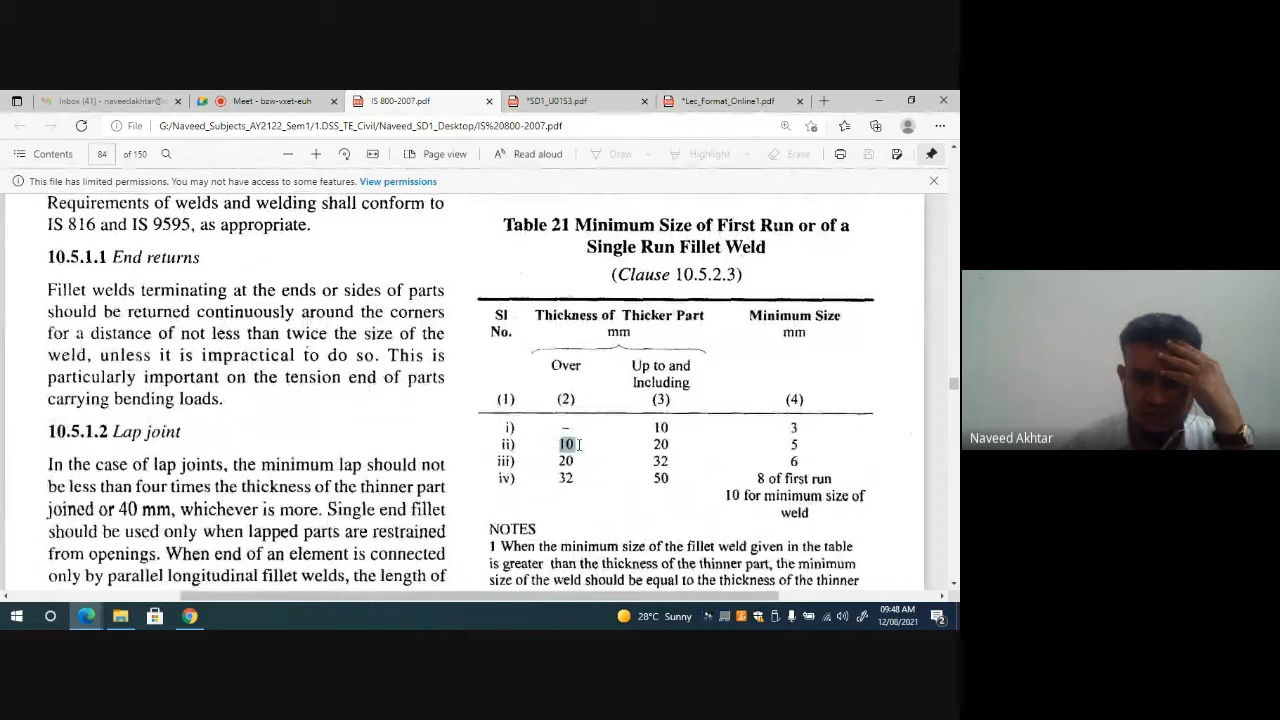 Inbox (41) - naveedakhtar@
Meet - bzw-vxet-euh
IS 800-2007.pdf
*SD1_U01S3.pdf
*Lec_Format_Online1.pdf
File
G:/Naveed_Subjects_AY2122_Sem1/1.DSS_TE_Civil/Naveed_SD1_Desktop/IS%20800-2007.pdf
Contents
84
of 150
Page view
Read aloud
Draw
Highlight
Erase
This file has limited permissions. You may not have access to some features. View permissions
Requirements of welds and welding shall conform to
IS 816 and IS 9595, as appropriate.
10.5.1.1 End returns
Fillet welds terminating at the ends or sides of parts
should be returned continuously around the corners
for a distance of not less than twice the size of the
weld, unless it is impractical to do so. This is
particularly important on the tension end of parts
carrying bending loads.
10.5.1.2 Lap joint
In the case of lap joints, the minimum lap should not
be less than four times the thickness of the thinner part
joined or 40 mm, whichever is more. Single end fillet
should be used only when lapped parts are restrained
from openings. When end of an element is connected
only by parallel longitudinal fillet welds, the length of
Table 21 Minimum Size of First Run or of a
Single Run Fillet Weld
(Clause 10.5.2.3)
Sl Thickness of Thicker Part Minimum Size
No. mm mm
Over Up to and
Including
(1) (2) (3) (4)
i) – 10 3
ii) 10 20 5
iii) 20 32 6
iv) 32 50 8 of first run
10 for minimum size of
weld
NOTES
1 When the minimum size of the fillet weld given in the table
is greater than the thickness of the thinner part, the minimum
size of the weld should be equal to the thickness of the thinner
Naveed Akhtar
28°C Sunny
09:48 AM
12/08/2021
2